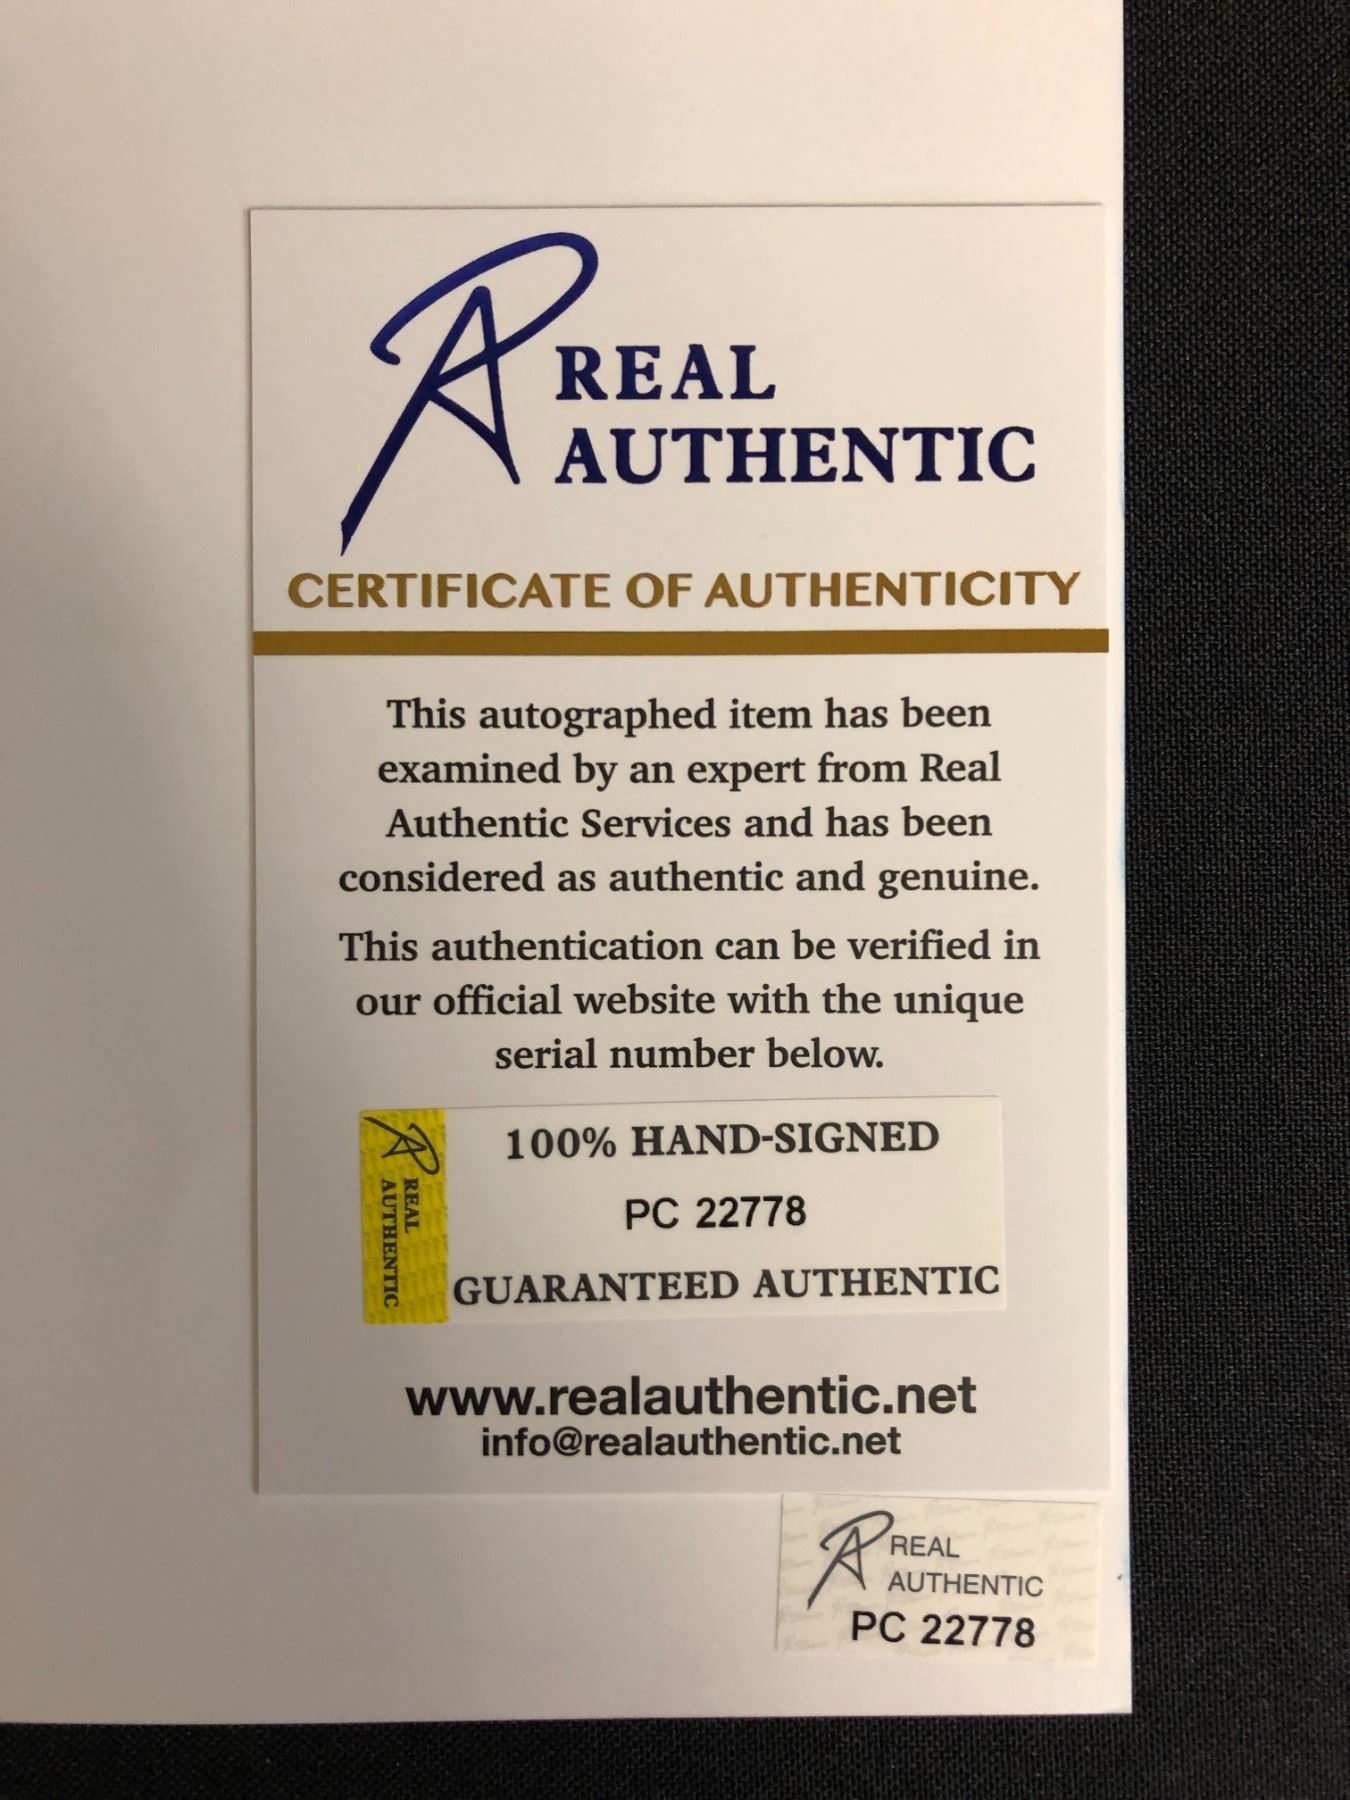 REAL
AUTHENTIC
CERTIFICATE OF AUTHENTICITY
This autographed item has been
examined by an expert from Real
Authentic Services and has been
considered as authentic and genuine.
This authentication can be verified in
our official website with the unique
serial number below.
REAL
AUTHENTIC
100% HAND-SIGNED
PC 22778
GUARANTEED AUTHENTIC
www.realauthentic.net
info@realauthentic.net
REAL
AUTHENTIC
PC 22778